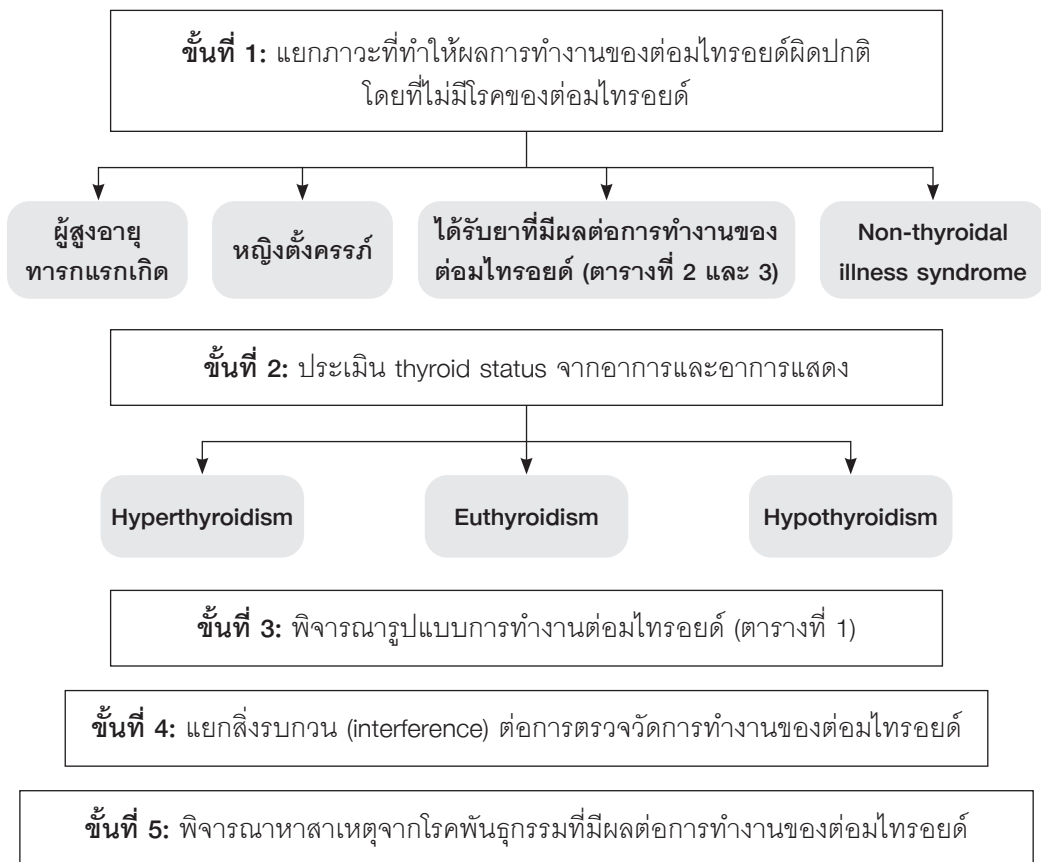 ขั้นที่ 1: แยกภาวะที่ทำให้ผลการทำงานของต่อมไทรอยด์ผิดปกติ
โดยที่ไม่มีโรคของต่อมไทรอยด์
ผู้สูงอายุ
ทารกแรกเกิด
หญิงตั้งครรภ์
ได้รับยาที่มีผลต่อการทำงานของ
ต่อมไทรอยด์ (ตารางที่ 2 และ 3)
Non-thyroidal
illness syndrome
ขั้นที่ 2: ประเมิน thyroid status จากอาการและอาการแสดง
Hyperthyroidism
Euthyroidism
Hypothyroidism
ขั้นที่ 3: พิจารณารูปแบบการทำงานต่อมไทรอยด์ (ตารางที่ 1)
ขั้นที่ 4: แยกสิ่งรบกวน (interference) ต่อการตรวจวัดการทำงานของต่อมไทรอยด์
ขั้นที่ 5: พิจารณาหาสาเหตุจากโรคพันธุกรรมที่มีผลต่อการทำงานของต่อมไทรอยด์